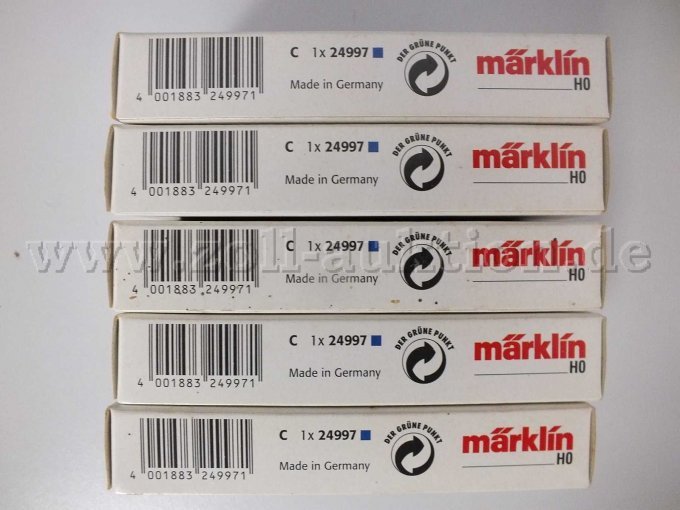 C 1x 24997
Made in Germany
4 001883 249971
DER GRÜNE PUNKT
märklin
H0
C 1x 24997
Made in Germany
4 001883 249971
DER GRÜNE PUNKT
märklin
H0
C 1x 24997
Made in Germany
4 001883 249971
DER GRÜNE PUNKT
märklin
H0
www.zoll-auktion.de
C 1x 24997
Made in Germany
4 001883 249971
DER GRÜNE PUNKT
märklin
H0
C 1x 24997
Made in Germany
4 001883 249971
DER GRÜNE PUNKT
märklin
H0